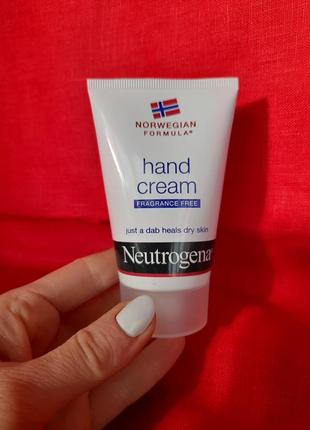 NORWEGIAN
FORMULA®
hand
cream
FRAGRANCE FREE
just a dab heals dry skin
Neutrogena®